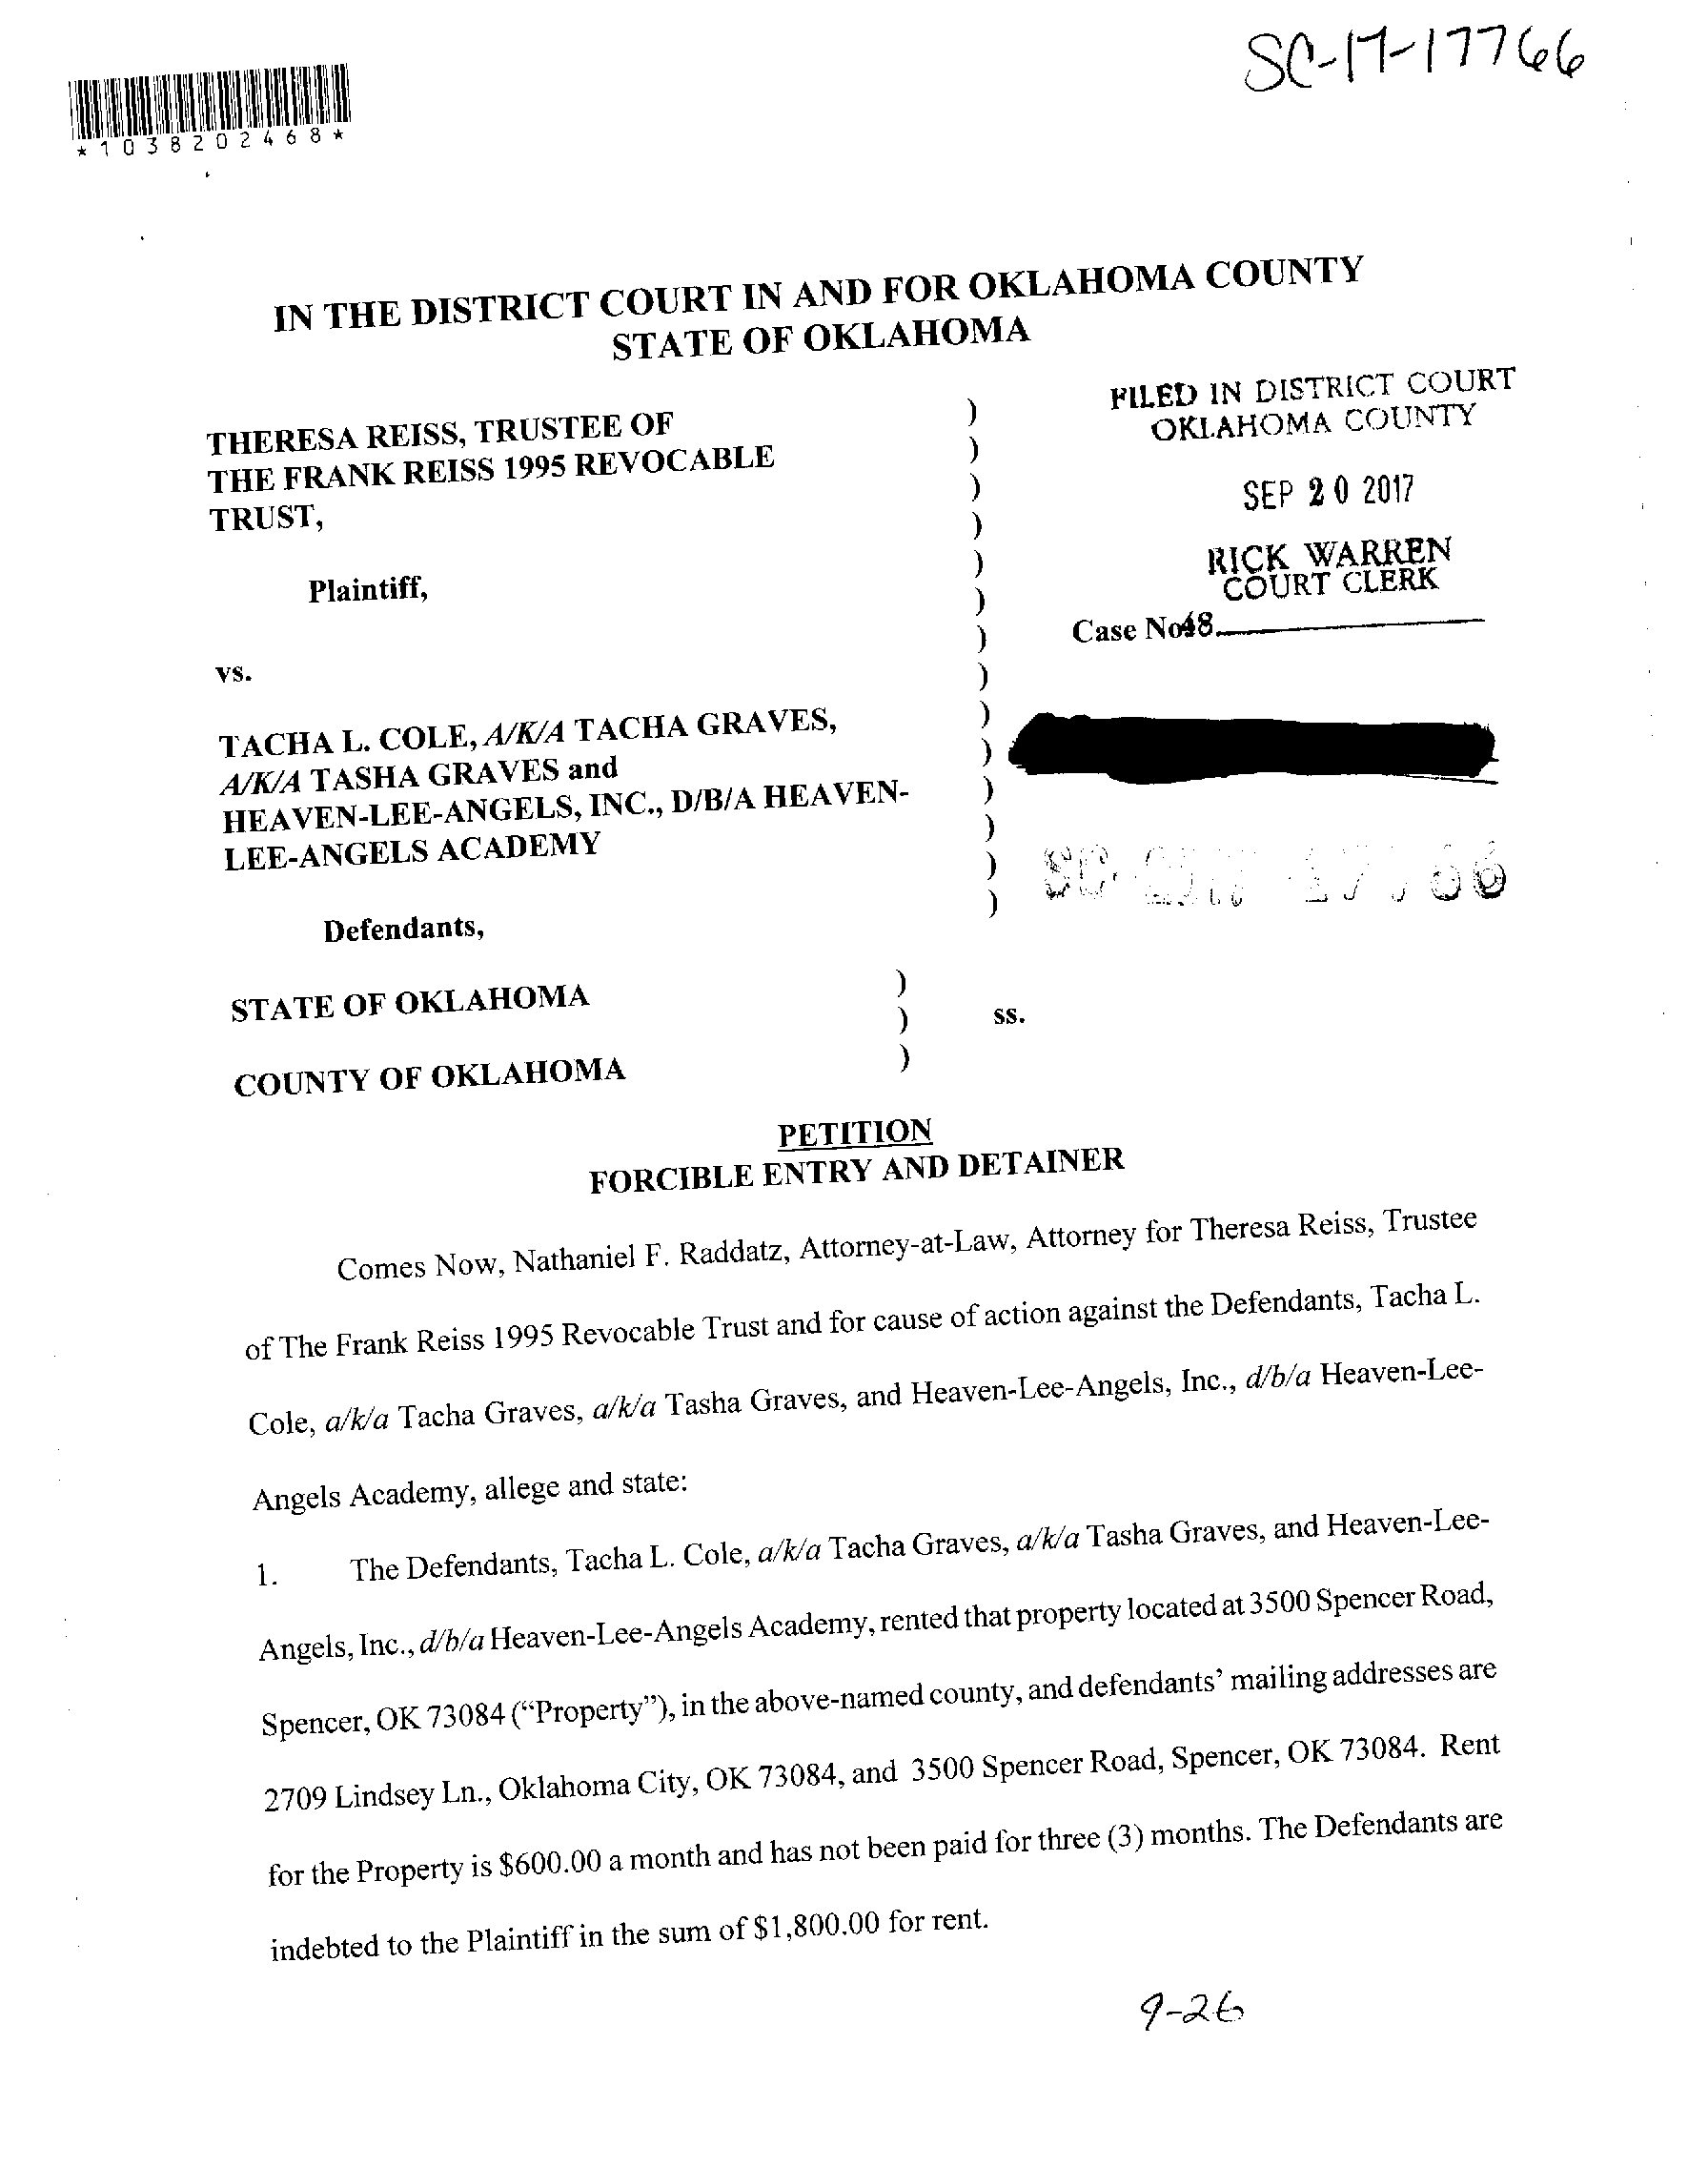 SC-17-17766
*1038202468*
IN THE DISTRICT COURT IN AND FOR OKLAHOMA COUNTY
STATE OF OKLAHOMA
FILED IN DISTRICT COURT
OKLAHOMA COUNTY
SEP 20 2017
RICK WARREN
COURT CLERK
THERESA REISS, TRUSTEE OF )
THE FRANK REISS 1995 REVOCABLE )
TRUST, )
)
)
Plaintiff, )
) Case No
vs. )
)
TACHA L. COLE, A/K/A TACHA GRAVES, )
A/K/A TASHA GRAVES and )
HEAVEN-LEE-ANGELS, INC., D/B/A HEAVEN- )
LEE-ANGELS ACADEMY )
)
Defendants,
STATE OF OKLAHOMA )
) ss.
COUNTY OF OKLAHOMA )
PETITION
FORCIBLE ENTRY AND DETAINER
Comes Now, Nathaniel F. Raddatz, Attorney-at-Law, Attorney for Theresa Reiss, Trustee
of The Frank Reiss 1995 Revocable Trust and for cause of action against the Defendants, Tacha L.
Cole, a/k/a Tacha Graves, a/k/a Tasha Graves, and Heaven-Lee-Angels, Inc., d/b/a Heaven-Lee-
Angels Academy, allege and state:
1. The Defendants, Tacha L. Cole, a/k/a Tacha Graves, a/k/a Tasha Graves, and Heaven-Lee-
Angels, Inc., d/b/a Heaven-Lee-Angels Academy, rented that property located at 3500 Spencer Road,
Spencer, OK 73084 (“Property”), in the above-named county, and defendants’ mailing addresses are
2709 Lindsey Ln., Oklahoma City, OK 73084, and 3500 Spencer Road, Spencer, OK 73084. Rent
for the Property is $600.00 a month and has not been paid for three (3) months. The Defendants are
indebted to the Plaintiff in the sum of $1,800.00 for rent.
9-26